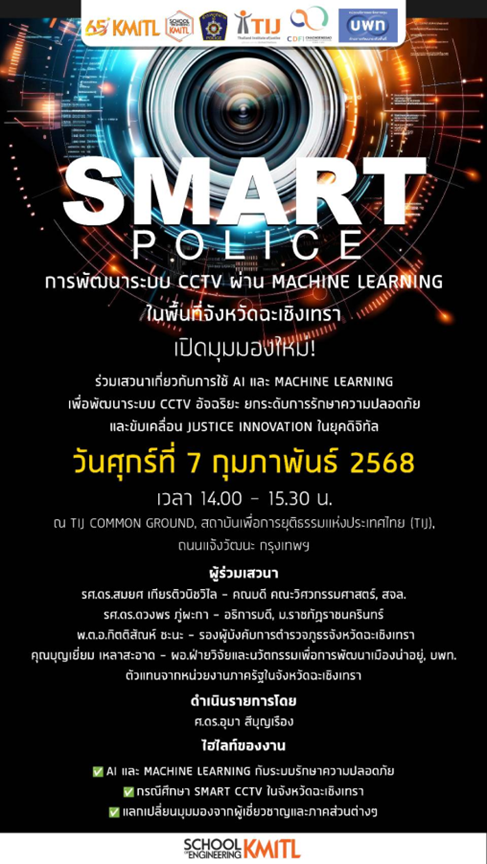 65 KMITL SCHOOL OF ENGINEERING KMITL POLICE TIJ CDFI บพท
Thailand Institute of Justice
SMART
POLICE
การพัฒนาระบบ CCTV ผ่าน MACHINE LEARNING
ในพื้นที่จังหวัดฉะเชิงเทรา
เปิดมุมมองใหม่!
ร่วมเสวนาเกี่ยวกับการใช้ AI และ MACHINE LEARNING
เพื่อพัฒนาระบบ CCTV อัจฉริยะ ยกระดับการรักษาความปลอดภัย
และขับเคลื่อน JUSTICE INNOVATION ในยุคดิจิทัล
วันศุกร์ที่ 7 กุมภาพันธ์ 2568
เวลา 14.00 – 15.30 น.
ณ TIJ COMMON GROUND, สถาบันเพื่อการยุติธรรมแห่งประเทศไทย (TIJ),
ถนนแจ้งวัฒนะ กรุงเทพฯ
ผู้ร่วมเสวนา
รศ.ดร.สมยศ เกียรติวนิชวิไล – คณบดี คณะวิศวกรรมศาสตร์, สจล.
รศ.ดร.ดวงพร ภู่ผะกา – อธิการบดี, ม.ราชภัฏราชนครินทร์
พ.ต.อ.กิตติสัณห์ ชะนะ – รองผู้บังคับการตำรวจภูธรจังหวัดฉะเชิงเทรา
คุณบุญเยี่ยม เหลาสะอาด – ผอ.ฝ่ายวิจัยและนวัตกรรมเพื่อการพัฒนาเมืองน่าอยู่, บพท.
ตัวแทนจากหน่วยงานภาครัฐในจังหวัดฉะเชิงเทรา
ดำเนินรายการโดย
ศ.ดร.อุมา สีบุญเรือง
ไฮไลท์ของงาน
✅ AI และ MACHINE LEARNING กับระบบรักษาความปลอดภัย
✅ กรณีศึกษา SMART CCTV ในจังหวัดฉะเชิงเทรา
✅ แลกเปลี่ยนมุมมองจากผู้เชี่ยวชาญและภาคส่วนต่างๆ
SCHOOL OF ENGINEERING KMITL